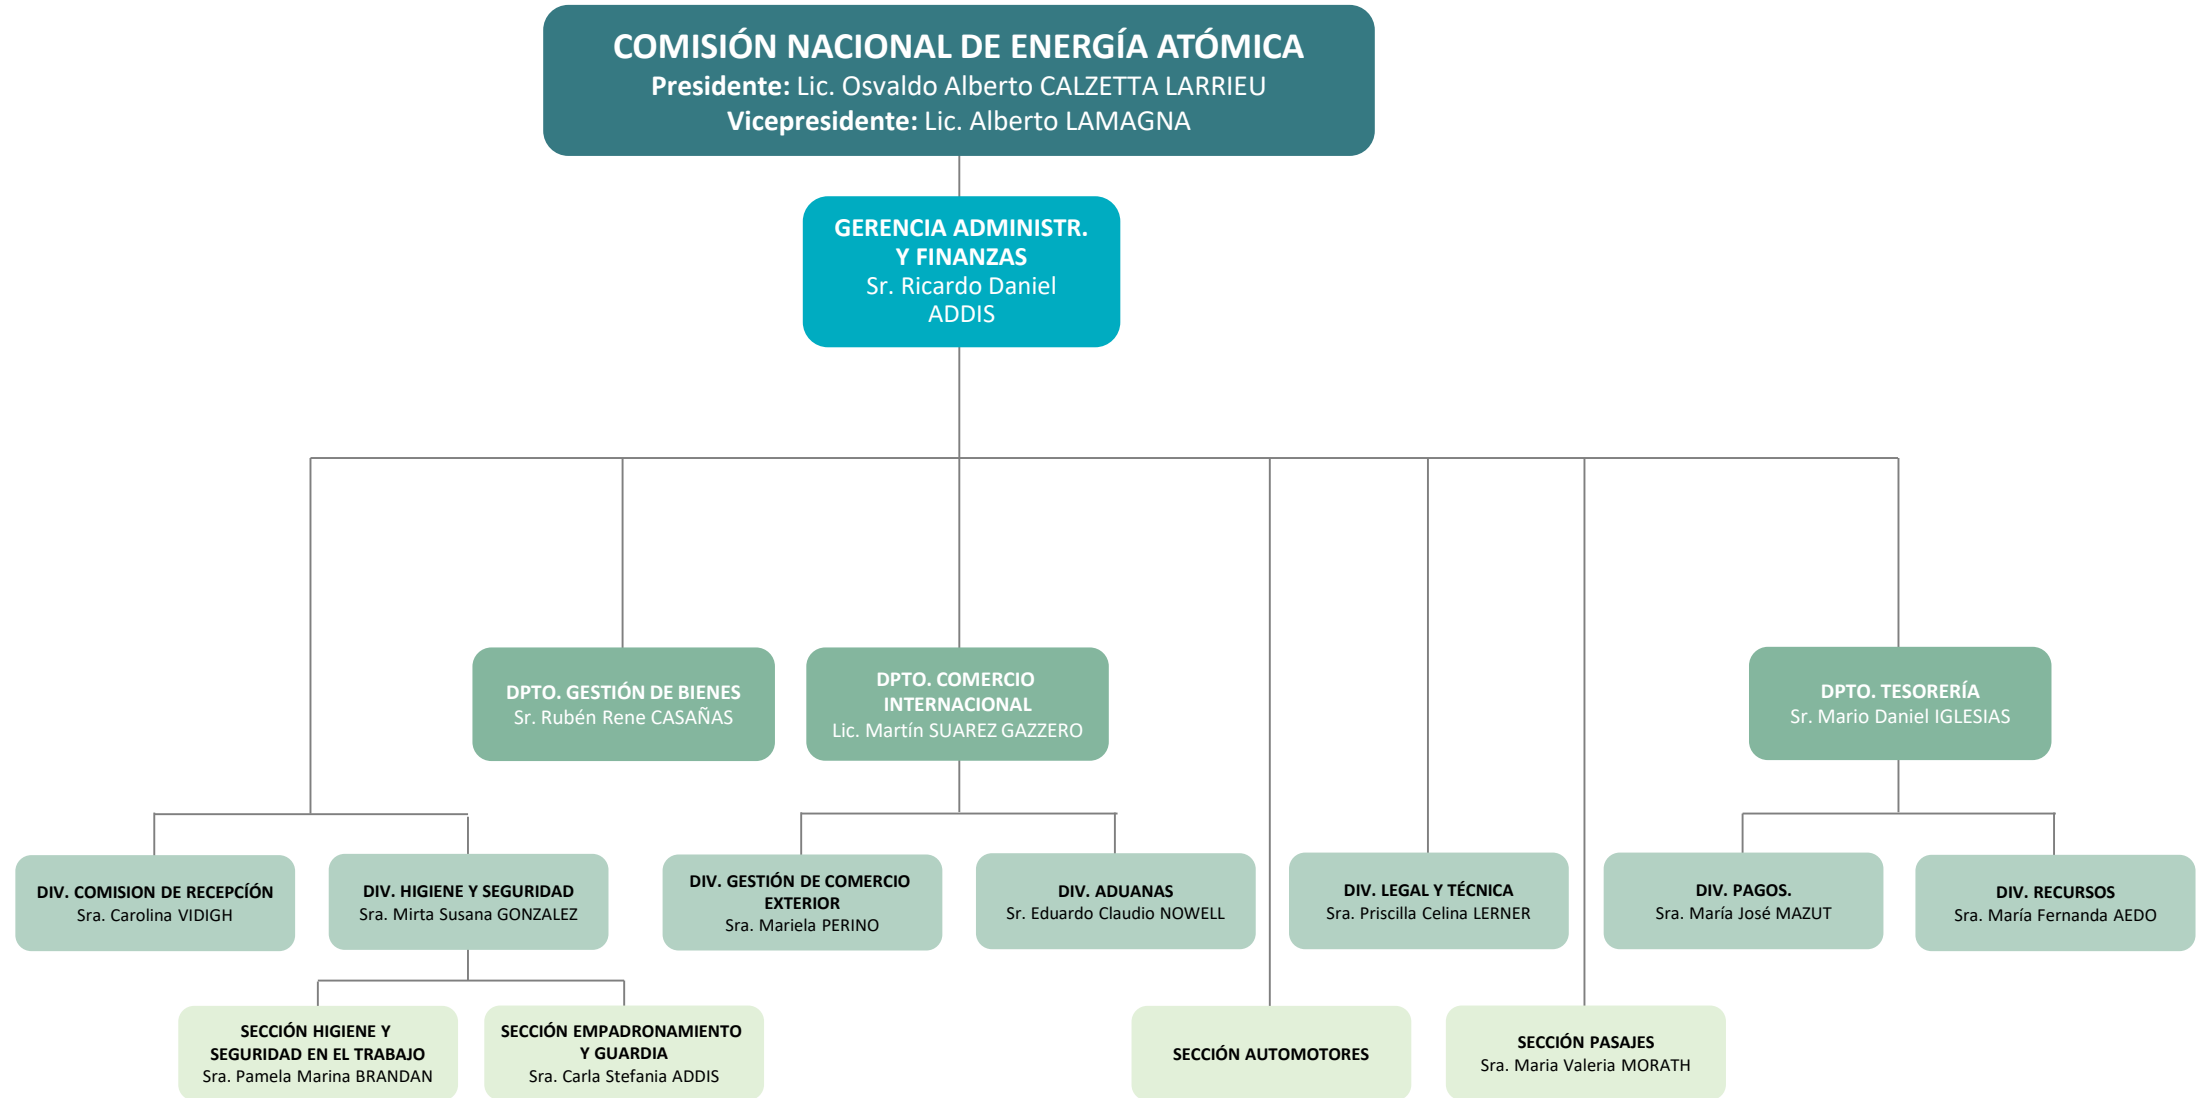 COMISIÓN NACIONAL DE ENERGÍA ATÓMICA
Presidente: Lic. Osvaldo Alberto CALZETTA LARRIEU
Vicepresidente: Lic. Alberto LAMAGNA
GERENCIA ADMINISTR.
Y FINANZAS
Sr. Ricardo Daniel
ADDIS
DPTO. GESTIÓN DE BIENES
Sr. Rubén Rene CASAÑAS
DPTO. COMERCIO
INTERNACIONAL
Lic. Martín SUAREZ GAZZERO
DPTO. TESORERÍA
Sr. Mario Daniel IGLESIAS
DIV. COMISION DE RECEPCÍÓN
Sra. Carolina VIDIGH
DIV. HIGIENE Y SEGURIDAD
Sra. Mirta Susana GONZALEZ
DIV. GESTIÓN DE COMERCIO
EXTERIOR
Sra. Mariela PERINO
DIV. ADUANAS
Sr. Eduardo Claudio NOWELL
DIV. LEGAL Y TÉCNICA
Sra. Priscilla Celina LERNER
DIV. PAGOS.
Sra. María José MAZUT
DIV. RECURSOS
Sra. María Fernanda AEDO
SECCIÓN HIGIENE Y
SEGURIDAD EN EL TRABAJO
Sra. Pamela Marina BRANDAN
SECCIÓN EMPADRONAMIENTO
Y GUARDIA
Sra. Carla Stefania ADDIS
SECCIÓN AUTOMOTORES
SECCIÓN PASAJES
Sra. Maria Valeria MORATH